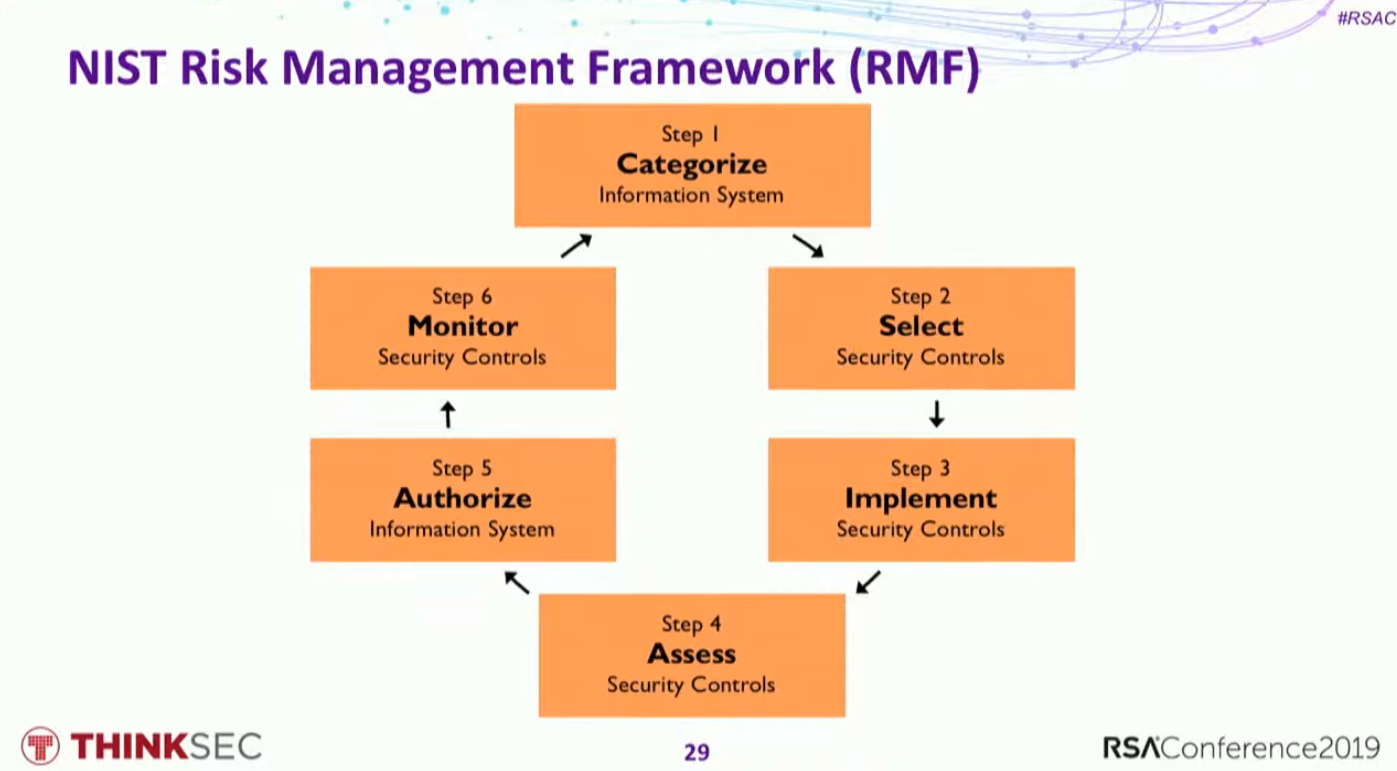 #RSAC
NIST Risk Management Framework (RMF)
Step 1
Categorize
Information System
Step 2
Select
Security Controls
Step 3
Implement
Security Controls
Step 4
Assess
Security Controls
Step 5
Authorize
Information System
Step 6
Monitor
Security Controls
THINKSEC
29
RSAConference2019